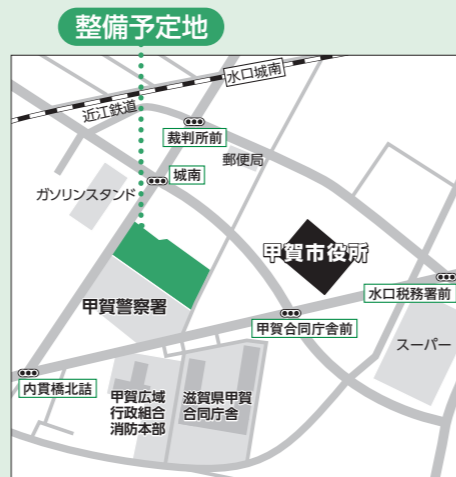 整備予定地
水口城南
近江鉄道
裁判所前
郵便局
城南
ガソリンスタンド
甲賀市役所
水口税務署前
甲賀警察署
甲賀合同庁舎前
スーパー
内貫橋北詰
甲賀広域
行政組合
消防本部
滋賀県甲賀
合同庁舎